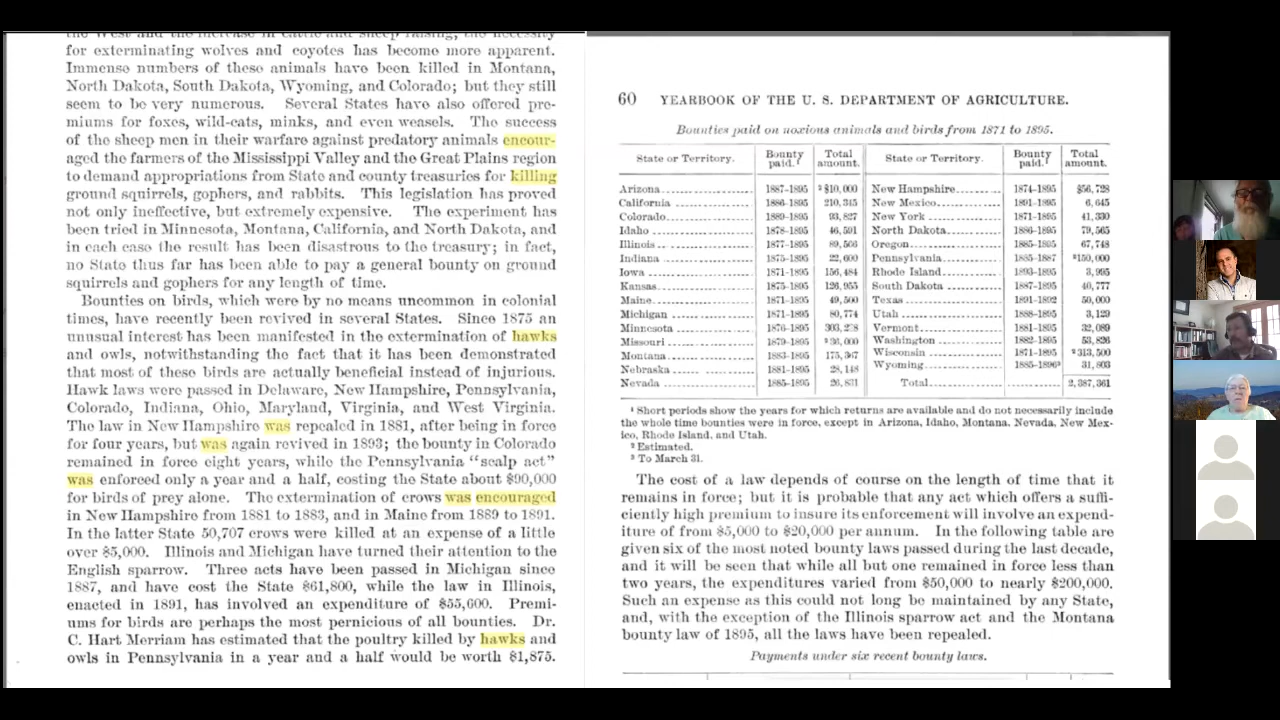 the West and the increase in cattle and sheep raising, the necessity
for exterminating wolves and coyotes has become more apparent.
Immense numbers of these animals have been killed in Montana,
North Dakota, South Dakota, Wyoming, and Colorado; but they still
seem to be very numerous. Several States have also offered pre-
miums for foxes, wild-cats, minks, and even weasels. The success
of the sheep men in their warfare against predatory animals encour-
aged the farmers of the Mississippi Valley and the Great Plains region
to demand appropriations from State and county treasuries for killing
ground squirrels, gophers, and rabbits. This legislation has proved
not only ineffective, but extremely expensive. The experiment has
been tried in Minnesota, Montana, California, and North Dakota, and
in each case the result has been disastrous to the treasury; in fact,
no State thus far has been able to pay a general bounty on ground
squirrels and gophers for any length of time.
Bounties on birds, which were by no means uncommon in colonial
times, have recently been revived in several States. Since 1875 an
unusual interest has been manifested in the extermination of hawks
and owls, notwithstanding the fact that it has been demonstrated
that most of these birds are actually beneficial instead of injurious.
Hawk laws were passed in Delaware, New Hampshire, Pennsylvania,
Colorado, Indiana, Ohio, Maryland, Virginia, and West Virginia.
The law in New Hampshire was repealed in 1881, after being in force
for four years, but was again revived in 1893; the bounty in Colorado
remained in force eight years, while the Pennsylvania "scalp act"
was enforced only a year and a half, costing the State about $90,000
for birds of prey alone. The extermination of crows was encouraged
in New Hampshire from 1881 to 1883, and in Maine from 1889 to 1891.
In the latter State 50,707 crows were killed at an expense of a little
over $5,000. Illinois and Michigan have turned their attention to the
English sparrow. Three acts have been passed in Michigan since
1887, and have cost the State $61,800, while the law in Illinois,
enacted in 1891, has involved an expenditure of $55,600. Premi-
ums for birds are perhaps the most pernicious of all bounties. Dr.
C. Hart Merriam has estimated that the poultry killed by hawks and
owls in Pennsylvania in a year and a half would be worth $1,875.
60 YEARBOOK OF THE U. S. DEPARTMENT OF AGRICULTURE.
Bounties paid on noxious animals and birds from 1871 to 1895.
State or Territory. Bounty paid.¹ Total amount. State or Territory. Bounty paid.¹ Total amount.
Arizona 1887-1895 ²$10,000 New Hampshire 1874-1895 $56,728
California 1886-1895 210,345 New Mexico 1891-1895 6,645
Colorado 1889-1895 93,827 New York 1871-1895 41,330
Idaho 1878-1895 46,591 North Dakota 1886-1895 79,565
Illinois 1877-1895 89,506 Oregon 1885-1895 67,748
Indiana 1875-1895 22,600 Pennsylvania 1885-1887 ²150,000
Iowa 1871-1895 156,484 Rhode Island 1893-1895 3,995
Kansas 1875-1895 126,955 South Dakota 1887-1895 40,777
Maine 1871-1895 49,500 Texas 1891-1892 50,000
Michigan 1871-1895 80,774 Utah 1888-1895 3,129
Minnesota 1876-1895 303,278 Vermont 1881-1895 32,089
Missouri 1879-1895 ²36,000 Washington 1882-1895 53,826
Montana 1883-1895 175,367 Wisconsin 1871-1895 ²313,500
Nebraska 1881-1895 28,148 Wyoming 1885-1896³ 31,803
Nevada 1885-1895 26,831 Total 2,387,361
¹ Short periods show the years for which returns are available and do not necessarily include
the whole time bounties were in force, except in Arizona, Idaho, Montana, Nevada, New Mex-
ico, Rhode Island, and Utah.
² Estimated.
³ To March 31.
The cost of a law depends of course on the length of time that it
remains in force; but it is probable that any act which offers a suffi-
ciently high premium to insure its enforcement will involve an expend-
iture of from $5,000 to $20,000 per annum. In the following table are
given six of the most noted bounty laws passed during the last decade,
and it will be seen that while all but one remained in force less than
two years, the expenditures varied from $50,000 to nearly $200,000.
Such an expense as this could not long be maintained by any State,
and, with the exception of the Illinois sparrow act and the Montana
bounty law of 1895, all the laws have been repealed.
Payments under six recent bounty laws.